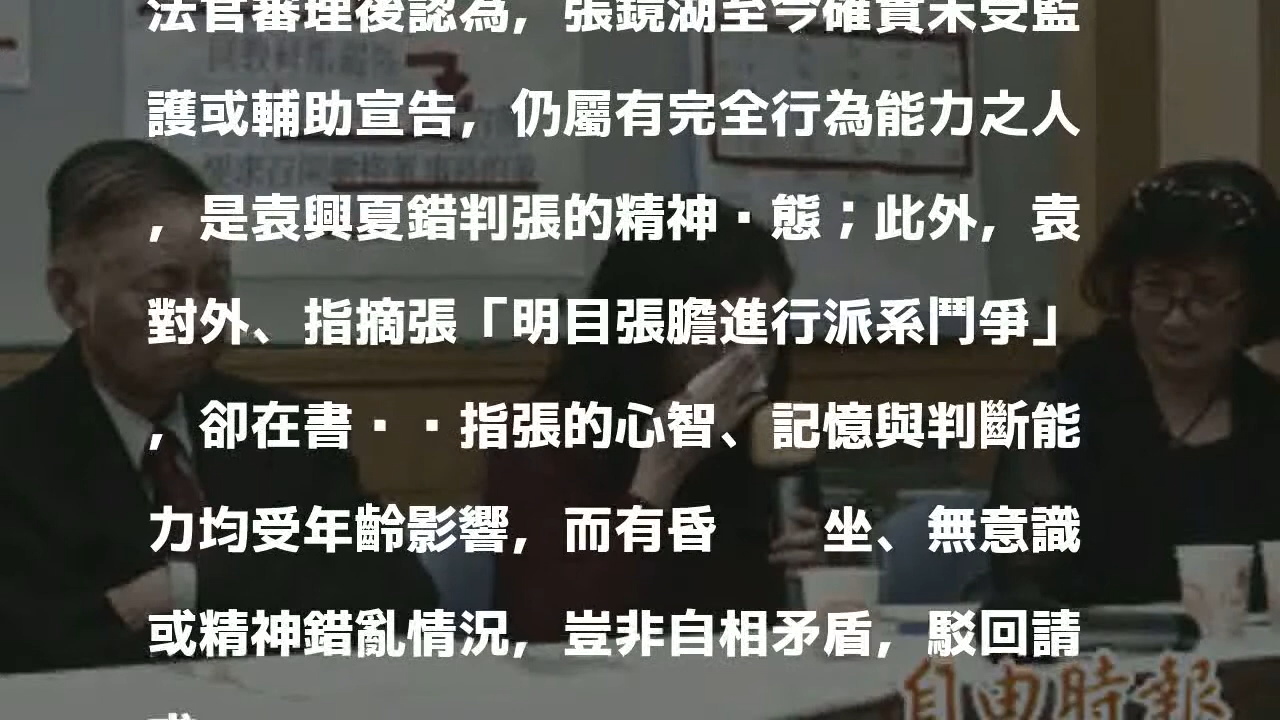 法官審理後認為，張鏡湖至今確實未受監
護或輔助宣告，仍屬有完全行為能力之人
，是袁興夏錯判張的精神▪態；此外，袁
對外、指摘張「明目張膽進行派系鬥爭」
，卻在書▪▪指張的心智、記憶與判斷能
力均受年齡影響，而有昏　　坐、無意識
或精神錯亂情況，豈非自相矛盾，駁回請
自由時報